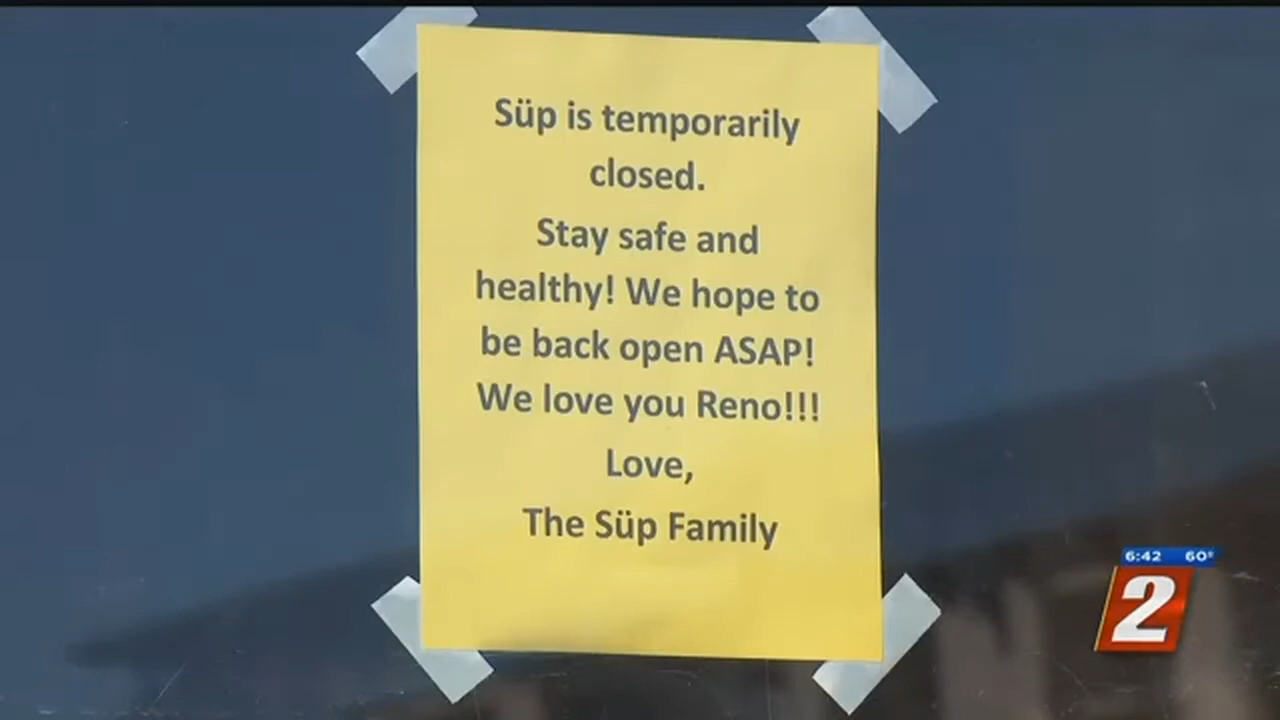 Süp is temporarily
closed.
Stay safe and
healthy! We hope to
be back open ASAP!
We love you Reno!!!
Love,
The Süp Family
6:42 60°
2